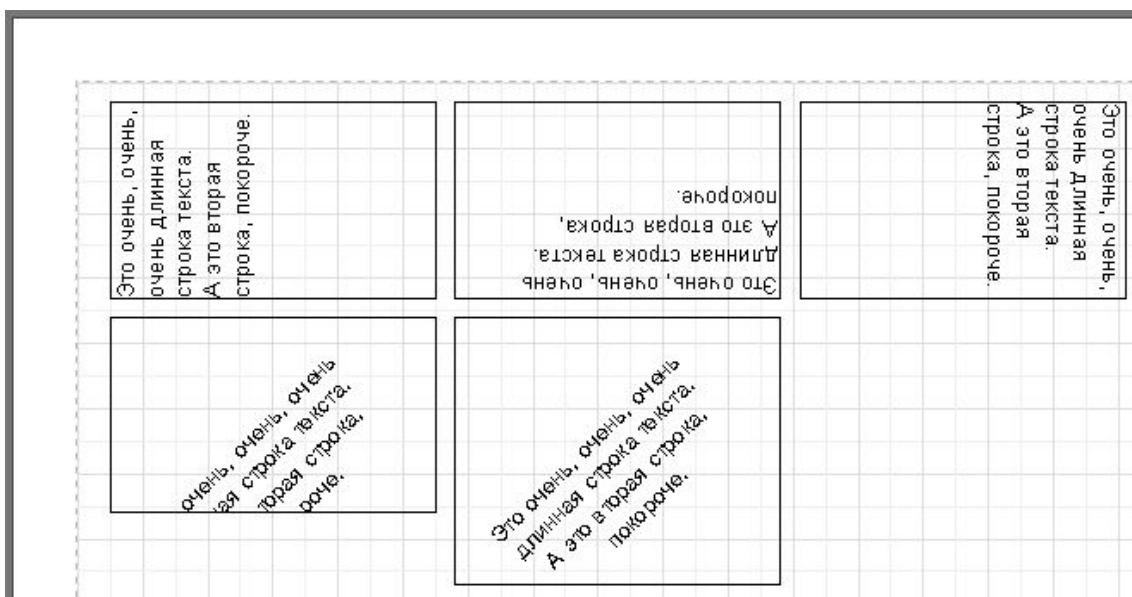 Это очень, очень,
очень длинная
строка текста.
А это вторая
строка, покороче.
Это очень, очень, очень
длинная строка текста.
А это вторая строка,
покороче.
Это очень, очень,
очень длинная
строка текста.
А это вторая
строка, покороче.
очень, очень, очень
ная строка текста.
торая строка,
роче.
Это очень, очень, очень
длинная строка текста.
А это вторая строка,
покороче.